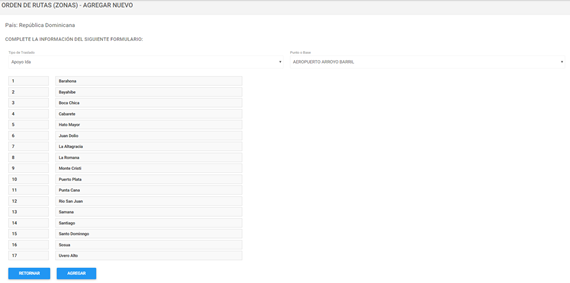 ORDEN DE RUTAS (ZONAS) - AGREGAR NUEVO
País: República Dominicana
COMPLETE LA INFORMACIÓN DEL SIGUIENTE FORMULARIO:
Tipo de Traslado
Punto o Base
Apoyo Ida
AEROPUERTO ARROYO BARRIL
1 Barahona
2 Bayahibe
3 Boca Chica
4 Cabarete
5 Hato Mayor
6 Juan Dolio
7 La Altagracia
8 La Romana
9 Monte Cristi
10 Puerto Plata
11 Punta Cana
12 Rio San Juan
13 Samana
14 Santiago
15 Santo Domingo
16 Sosua
17 Uvero Alto
RETORNAR
AGREGAR